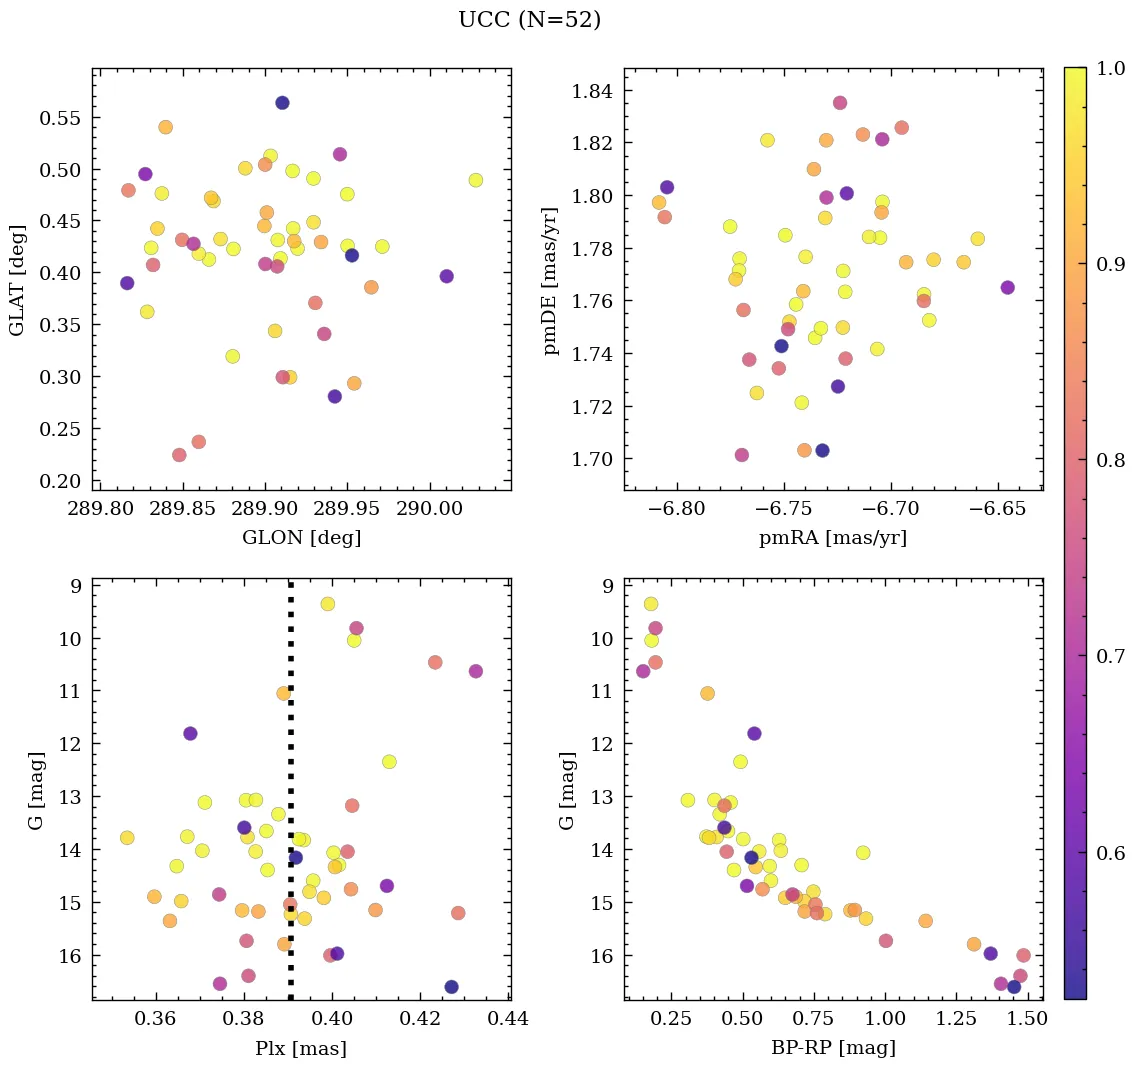 UCC (N=52)
0.55
0.50
0.45
0.40
0.35
0.30
0.25
0.20
GLAT [deg]
289.80 289.85 289.90 289.95 290.00
GLON [deg]
1.84
1.82
1.80
1.78
1.76
1.74
1.72
1.70
pmDE [mas/yr]
−6.80 −6.75 −6.70 −6.65
pmRA [mas/yr]
9
10
11
12
13
14
15
16
G [mag]
0.36 0.38 0.40 0.42 0.44
Plx [mas]
9
10
11
12
13
14
15
16
G [mag]
0.25 0.50 0.75 1.00 1.25 1.50
BP-RP [mag]
1.0
0.9
0.8
0.7
0.6